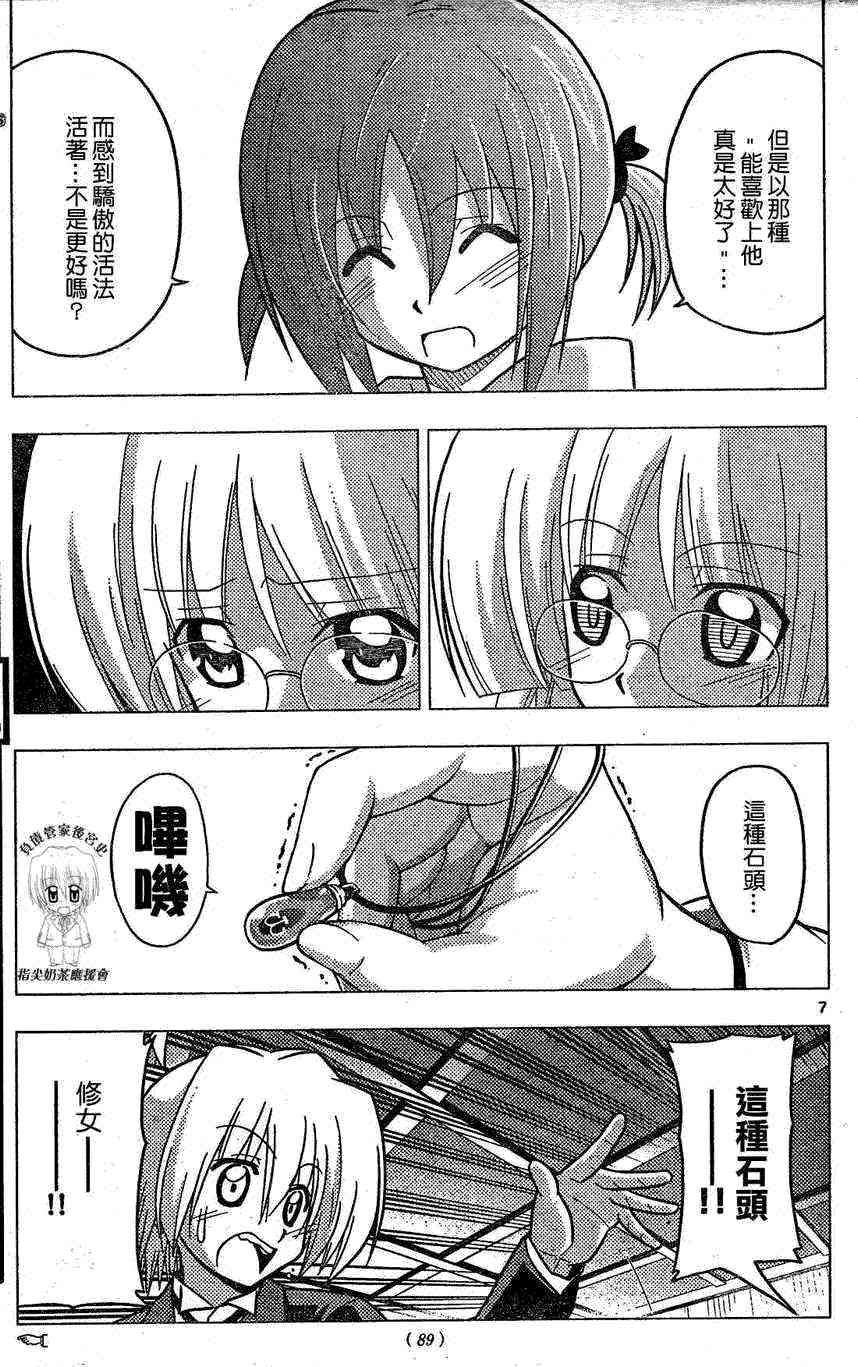 但是以那種
"能喜歡上他
真是太好了"…
而感到驕傲的活法
活著…不是更好嗎？
這種石頭…
嗶嘰
負債管家後宮史
指尖奶茶應援會
7
這種石頭
——!!
修女——
——!!
(89)